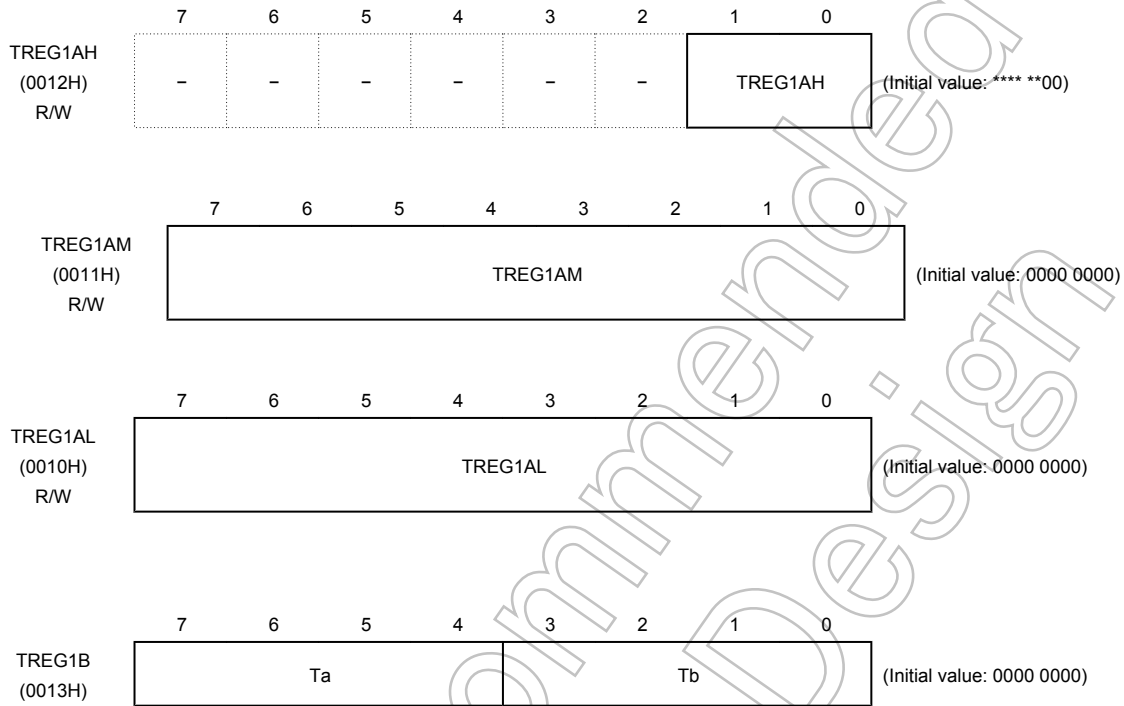 7 6 5 4 3 2 1 0
TREG1AH
(0012H)
R/W
– – – – – – TREG1AH (Initial value: **** **00)
7 6 5 4 3 2 1 0
TREG1AM
(0011H)
R/W
TREG1AM (Initial value: 0000 0000)
7 6 5 4 3 2 1 0
TREG1AL
(0010H)
R/W
TREG1AL (Initial value: 0000 0000)
7 6 5 4 3 2 1 0
TREG1B
(0013H)
Ta Tb (Initial value: 0000 0000)
ommended
Design